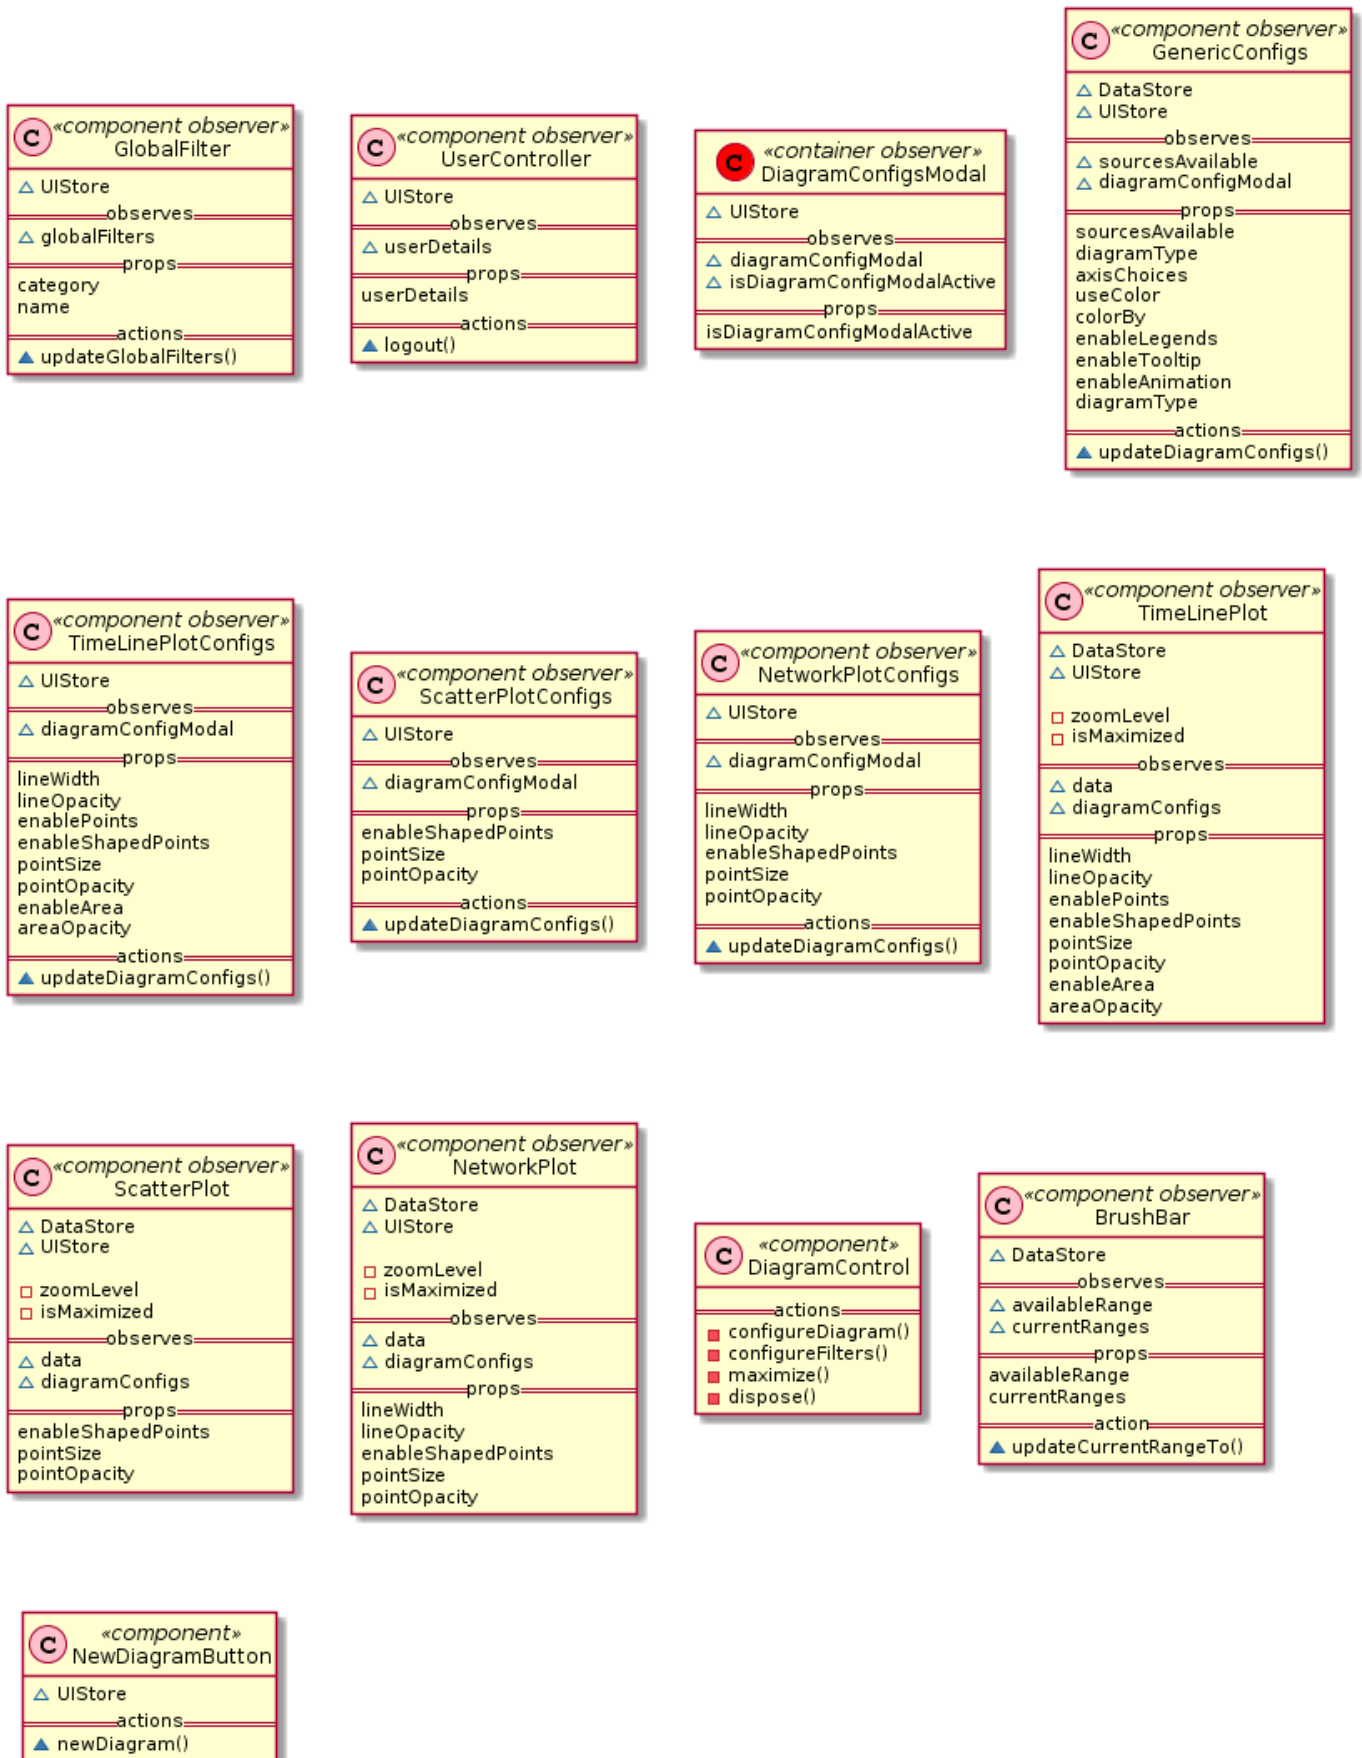 C «component observer»
GlobalFilter
UIStore
observes
globalFilters
props
category
name
actions
updateGlobalFilters()
C «component observer»
UserController
UIStore
observes
userDetails
props
userDetails
actions
logout()
C «container observer»
DiagramConfigsModal
UIStore
observes
diagramConfigModal
isDiagramConfigModalActive
props
isDiagramConfigModalActive
C «component observer»
GenericConfigs
DataStore
UIStore
observes
sourcesAvailable
diagramConfigModal
props
sourcesAvailable
diagramType
axisChoices
useColor
colorBy
enableLegends
enableTooltip
enableAnimation
diagramType
actions
updateDiagramConfigs()
C «component observer»
TimeLinePlotConfigs
UIStore
observes
diagramConfigModal
props
lineWidth
lineOpacity
enablePoints
enableShapedPoints
pointSize
pointOpacity
enableArea
areaOpacity
actions
updateDiagramConfigs()
C «component observer»
ScatterPlotConfigs
UIStore
observes
diagramConfigModal
props
enableShapedPoints
pointSize
pointOpacity
actions
updateDiagramConfigs()
C «component observer»
NetworkPlotConfigs
UIStore
observes
diagramConfigModal
props
lineWidth
lineOpacity
enableShapedPoints
pointSize
pointOpacity
actions
updateDiagramConfigs()
C «component observer»
TimeLinePlot
DataStore
UIStore
zoomLevel
isMaximized
observes
data
diagramConfigs
props
lineWidth
lineOpacity
enablePoints
enableShapedPoints
pointSize
pointOpacity
enableArea
areaOpacity
C «component observer»
ScatterPlot
DataStore
UIStore
zoomLevel
isMaximized
observes
data
diagramConfigs
props
enableShapedPoints
pointSize
pointOpacity
C «component observer»
NetworkPlot
DataStore
UIStore
zoomLevel
isMaximized
observes
data
diagramConfigs
props
lineWidth
lineOpacity
enableShapedPoints
pointSize
pointOpacity
C «component»
DiagramControl
actions
configureDiagram()
configureFilters()
maximize()
dispose()
C «component observer»
BrushBar
DataStore
observes
availableRange
currentRanges
props
availableRange
currentRanges
action
updateCurrentRangeTo()
C «component»
NewDiagramButton
UIStore
actions
newDiagram()